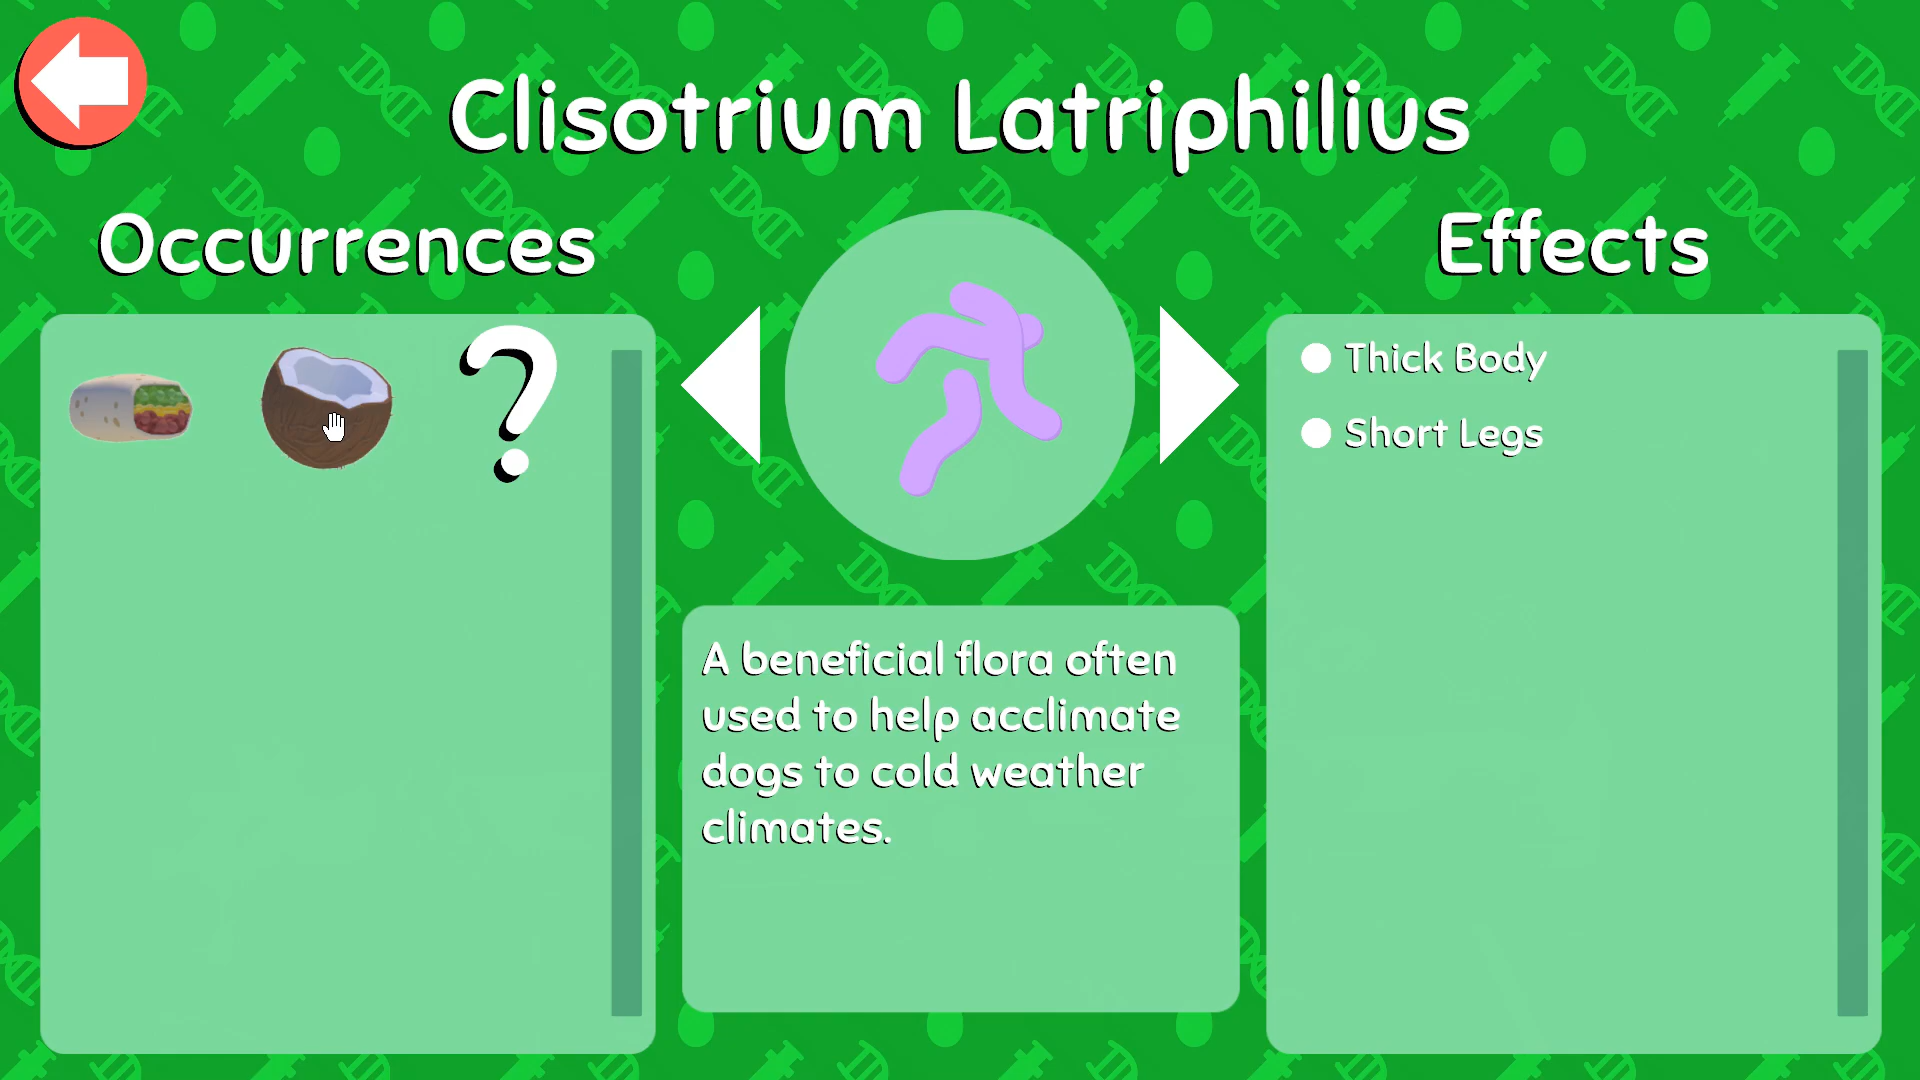 Clisotrium Latriphilius
Occurrences
?
A beneficial flora often
used to help acclimate
dogs to cold weather
climates.
Effects
Thick Body
Short Legs